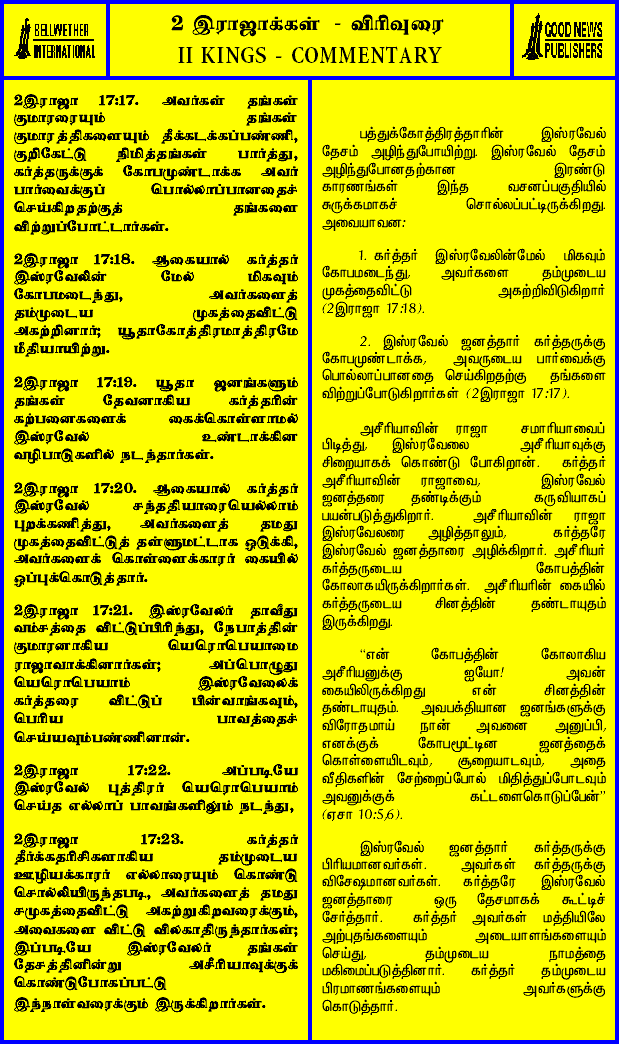 BELLWETHER
INTERNATIONAL
2 இராஜாக்கள் - விரிவுரை
II KINGS - COMMENTARY
GOOD NEWS
PUBLISHERS
2இராஜா 17:17. அவர்கள் தங்கள்
குமாரரையும் தங்கள்
குமாரத்திகளையும் தீக்கடக்கப்பண்ணி,
குறிகேட்டு நிமித்தங்கள் பார்த்து,
கர்த்தருக்குக் கோபமுண்டாக்க அவர்
பார்வைக்குப் பொல்லாப்பானதைச்
செய்கிறதற்குத் தங்களை
விற்றுப்போட்டார்கள்.
2இராஜா 17:18. ஆகையால் கர்த்தர்
இஸ்ரவேலின் மேல் மிகவும்
கோபமடைந்து, அவர்களைத்
தம்முடைய முகத்தைவிட்டு
அகற்றினார்; யூதாகோத்திரமாத்திரமே
மீதியாயிற்று.
2இராஜா 17:19. யூதா ஜனங்களும்
தங்கள் தேவனாகிய கர்த்தரின்
கற்பனைகளைக் கைக்கொள்ளாமல்
இஸ்ரவேல் உண்டாக்கின
வழிபாடுகளில் நடந்தார்கள்.
2இராஜா 17:20. ஆகையால் கர்த்தர்
இஸ்ரவேல் சந்ததியாரையெல்லாம்
புறக்கணித்து, அவர்களைத் தமது
முகத்தைவிட்டுத் தள்ளுமட்டாக ஒடுக்கி,
அவர்களைக் கொள்ளைக்காரர் கையில்
ஒப்புக்கொடுத்தார்.
2இராஜா 17:21. இஸ்ரவேலர் தாவீது
வம்சத்தை விட்டுப்பிரிந்து, நேபாத்தின்
குமாரனாகிய யெரொபெயாமை
ராஜாவாக்கினார்கள்; அப்பொழுது
யெரொபெயாம் இஸ்ரவேலைக்
கர்த்தரை விட்டுப் பின்வாங்கவும்,
பெரிய பாவத்தைச்
செய்யவும்பண்ணினான்.
2இராஜா 17:22. அப்படியே
இஸ்ரவேல் புத்திரர் யெரொபெயாம்
செய்த எல்லாப் பாவங்களிலும் நடந்து,
2இராஜா 17:23. கர்த்தர்
தீர்க்கதரிசிகளாகிய தம்முடைய
ஊழியக்காரர் எல்லாரையும் கொண்டு
சொல்லியிருந்தபடி, அவர்களைத் தமது
சமுகத்தைவிட்டு அகற்றுகிறவரைக்கும்,
அவைகளை விட்டு விலகாதிருந்தார்கள்;
இப்படியே இஸ்ரவேலர் தங்கள்
தேசத்தினின்று அசீரியாவுக்குக்
கொண்டுபோகப்பட்டு
இந்நாள்வரைக்கும் இருக்கிறார்கள்.
பத்துக்கோத்திரத்தாரின் இஸ்ரவேல்
தேசம் அழிந்துபோயிற்று. இஸ்ரவேல் தேசம்
அழிந்துபோனதற்கான இரண்டு
காரணங்கள் இந்த வசனப்பகுதியில்
சுருக்கமாகச் சொல்லப்பட்டிருக்கிறது.
அவையாவன:
1. கர்த்தர் இஸ்ரவேலின்மேல் மிகவும்
கோபமடைந்து, அவர்களை தம்முடைய
முகத்தைவிட்டு அகற்றிவிடுகிறார்
(2இராஜா 17:18).
2. இஸ்ரவேல் ஜனத்தார் கர்த்தருக்கு
கோபமுண்டாக்க, அவருடைய பார்வைக்கு
பொல்லாப்பானதை செய்கிறதற்கு தங்களை
விற்றுப்போடுகிறார்கள் (2இராஜா 17:17).
அசீரியாவின் ராஜா சமாரியாவைப்
பிடித்து, இஸ்ரவேலை அசீரியாவுக்கு
சிறையாகக் கொண்டு போகிறான். கர்த்தர்
அசீரியாவின் ராஜாவை, இஸ்ரவேல்
ஜனத்தரை தண்டிக்கும் கருவியாகப்
பயன்படுத்துகிறார். அசீரியாவின் ராஜா
இஸ்ரவேலரை அழித்தாலும், கர்த்தரே
இஸ்ரவேல் ஜனத்தாரை அழிக்கிறார். அசீரியர்
கர்த்தருடைய கோபத்தின்
கோலாகயிருக்கிறார்கள். அசீரியரின் கையில்
கர்த்தருடைய சினத்தின் தண்டாயுதம்
இருக்கிறது.
“என் கோபத்தின் கோலாகிய
அசீரியனுக்கு ஐயோ! அவன்
கையிலிருக்கிறது என் சினத்தின்
தண்டாயுதம். அவபக்தியான ஜனங்களுக்கு
விரோதமாய் நான் அவனை அனுப்பி,
எனக்குக் கோபமூட்டின ஜனத்தைக்
கொள்ளையிடவும், சூறையாடவும், அதை
வீதிகளின் சேற்றைப்போல் மிதித்துப்போடவும்
அவனுக்குக் கட்டளைகொடுப்பேன்”
(ஏசா 10:5,6).
இஸ்ரவேல் ஜனத்தார் கர்த்தருக்கு
பிரியமானவர்கள். அவர்கள் கர்த்தருக்கு
விசேஷமானவர்கள். கர்த்தரே இஸ்ரவேல்
ஜனத்தாரை ஒரு தேசமாகக் கூட்டிச்
சேர்த்தார். கர்த்தர் அவர்கள் மத்தியிலே
அற்புதங்களையும் அடையாளங்களையும்
செய்து, தம்முடைய நாமத்தை
மகிமைப்படுத்தினார். கர்த்தர் தம்முடைய
பிரமாணங்களையும் அவர்களுக்கு
கொடுத்தார்.